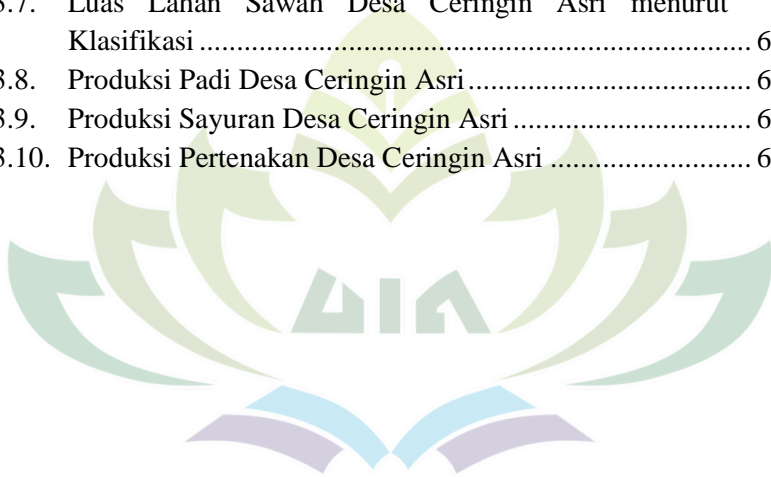 3.7. Luas Lahan Sawah Desa Ceringin Asri menurut
Klasifikasi ........................................................................... 6
3.8. Produksi Padi Desa Ceringin Asri ...................................... 6
3.9. Produksi Sayuran Desa Ceringin Asri ................................ 6
3.10. Produksi Pertenakan Desa Ceringin Asri ........................... 6
UIN